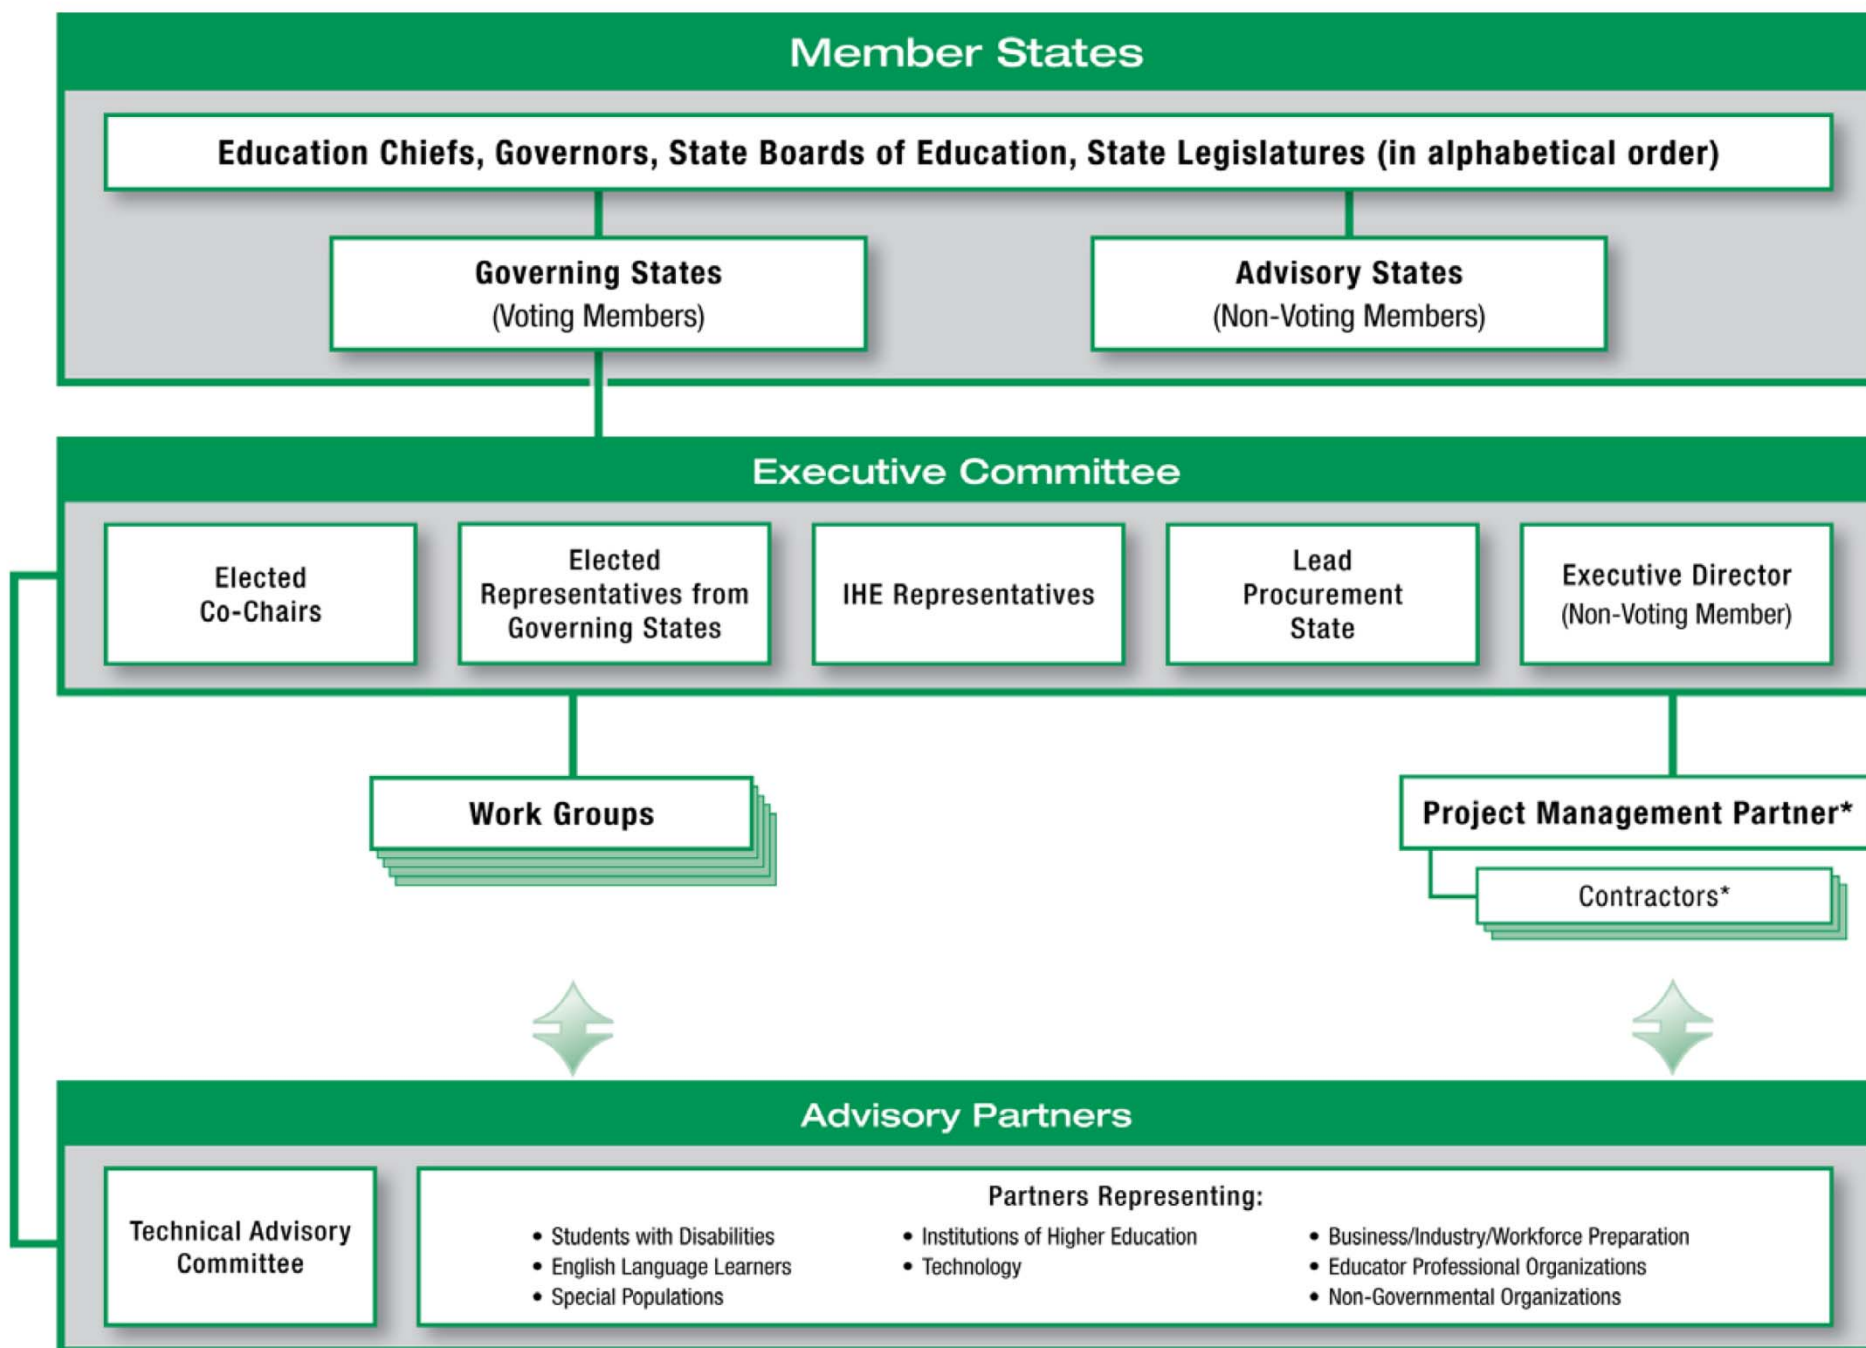 Member States
Education Chiefs, Governors, State Boards of Education, State Legislatures (in alphabetical order)
Governing States
(Voting Members)
Advisory States
(Non-Voting Members)
Executive Committee
Elected
Co-Chairs
Elected
Representatives from
Governing States
IHE Representatives
Lead
Procurement
State
Executive Director
(Non-Voting Member)
Work Groups
Project Management Partner*
Contractors*
Advisory Partners
Technical Advisory
Committee
Partners Representing:
• Students with Disabilities
• English Language Learners
• Special Populations
• Institutions of Higher Education
• Technology
• Business/Industry/Workforce Preparation
• Educator Professional Organizations
• Non-Governmental Organizations